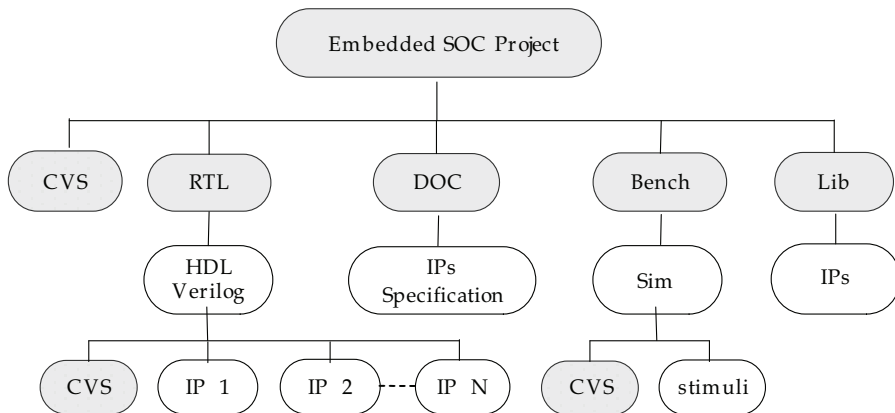 Embedded SOC Project
CVS
RTL
DOC
Bench
Lib
HDL
Verilog
IPs
Specification
Sim
IPs
CVS
IP 1
IP 2
IP N
CVS
stimuli